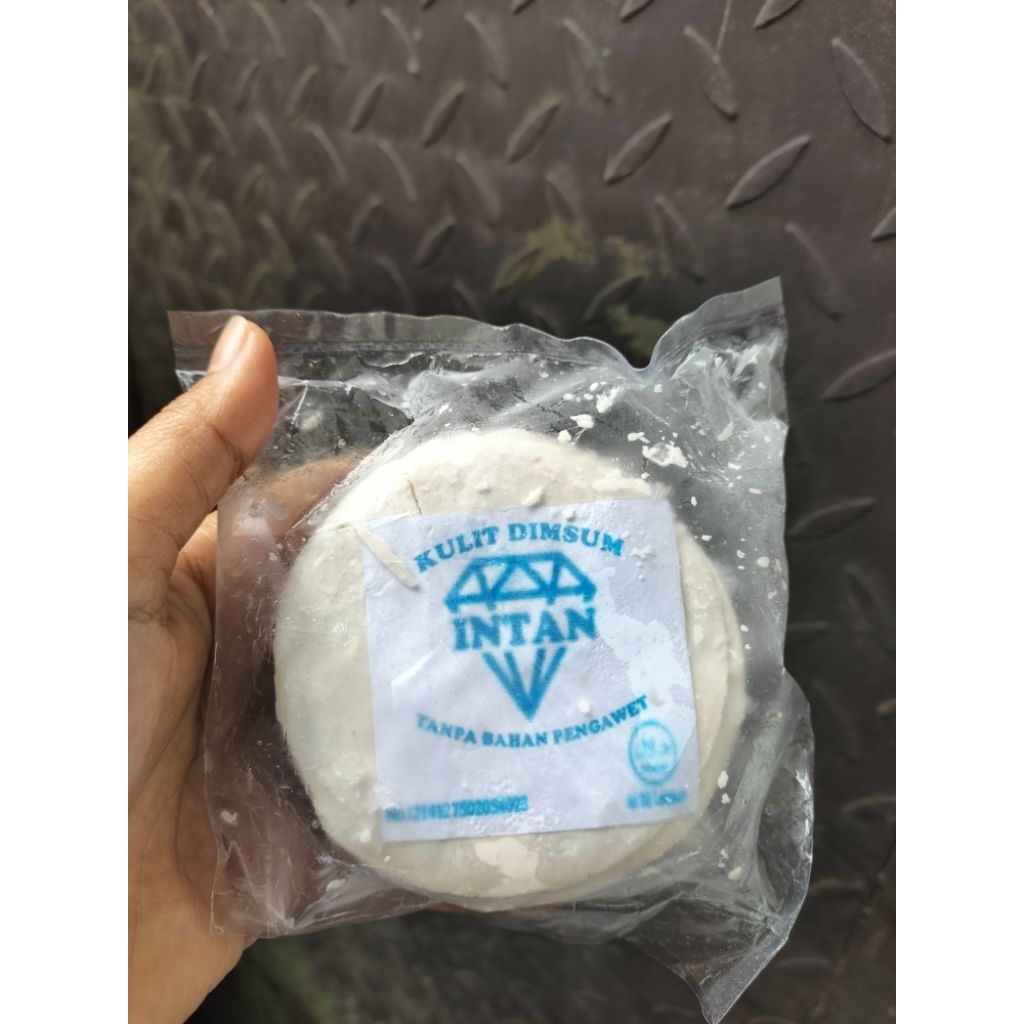 KULIT DIMSUM
INTAN
TANPA BAHAN PENGAWET